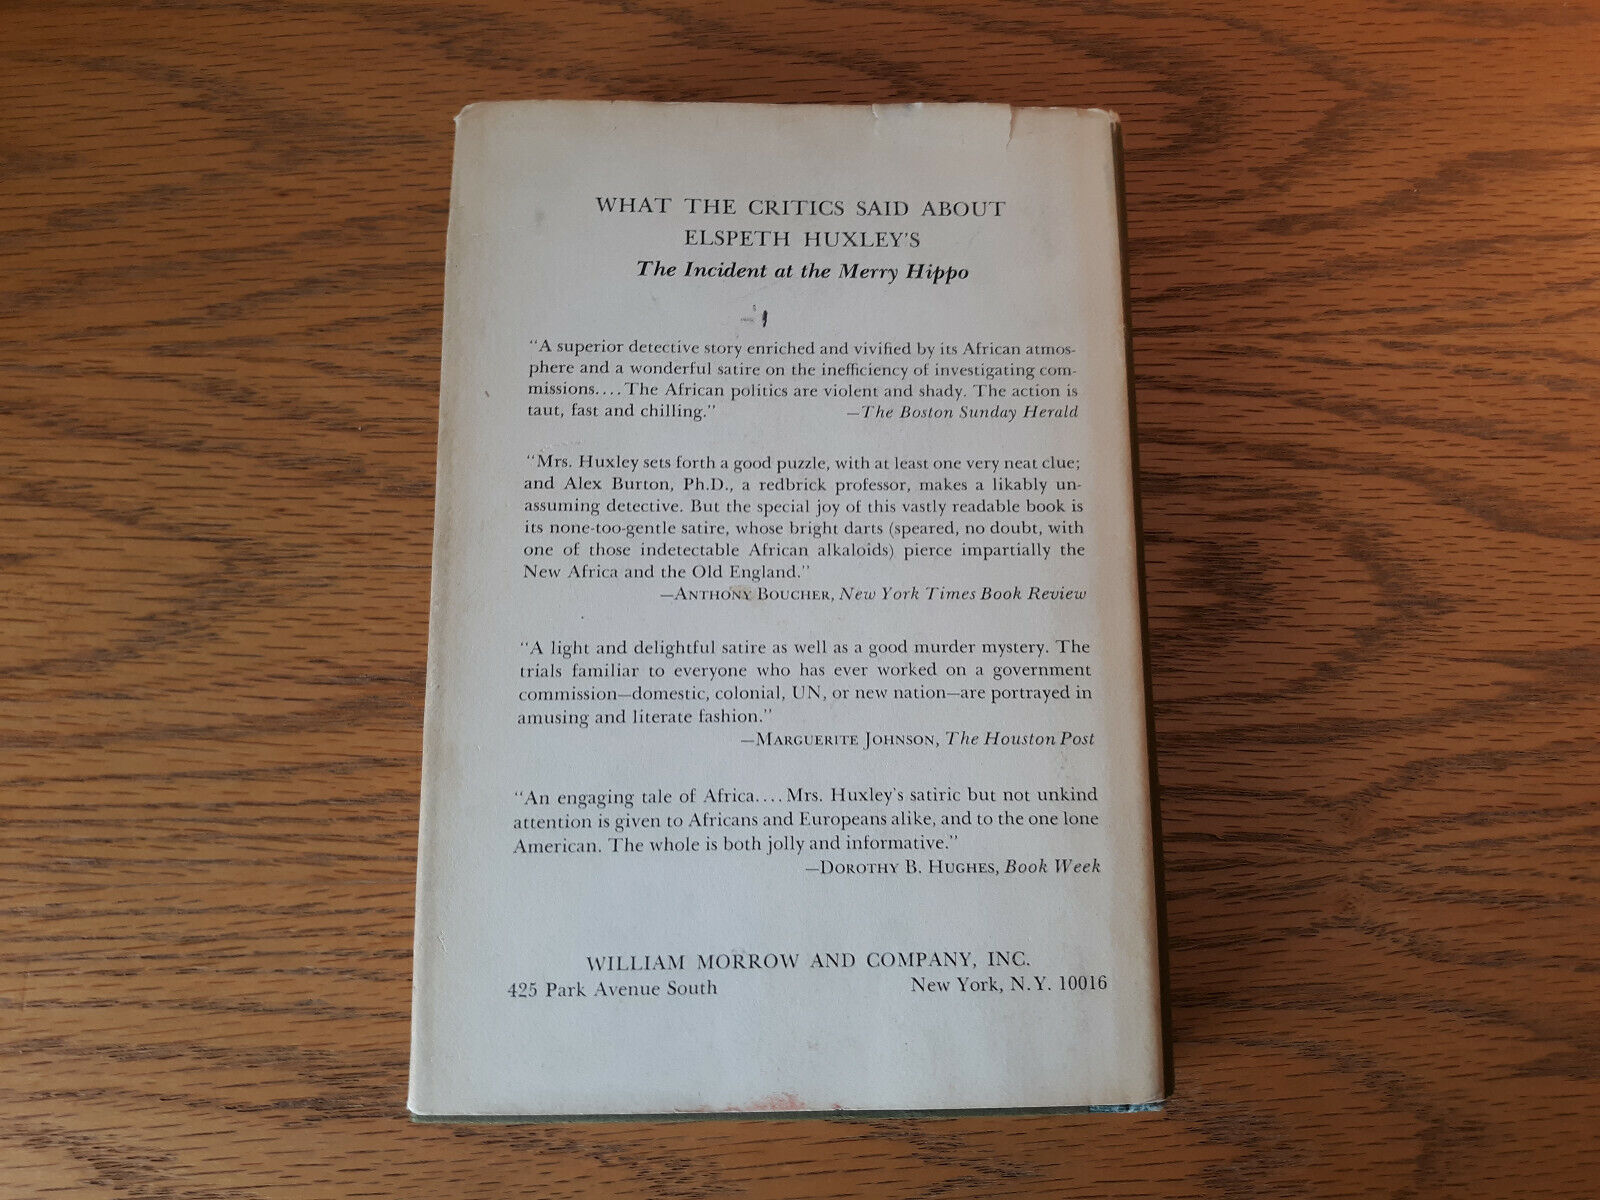 WHAT THE CRITICS SAID ABOUT
ELSPETH HUXLEY'S
The Incident at the Merry Hippo
"A superior detective story enriched and vivified by its African atmos-
phere and a wonderful satire on the inefficiency of investigating com-
missions.... The African politics are violent and shady. The action is
taut, fast and chilling." —The Boston Sunday Herald
"Mrs. Huxley sets forth a good puzzle, with at least one very neat clue;
and Alex Burton, Ph.D., a redbrick professor, makes a likably un-
assuming detective. But the special joy of this vastly readable book is
its none-too-gentle satire, whose bright darts (speared, no doubt, with
one of those indetectable African alkaloids) pierce impartially the
New Africa and the Old England."
—ANTHONY BOUCHER, New York Times Book Review
"A light and delightful satire as well as a good murder mystery. The
trials familiar to everyone who has ever worked on a government
commission—domestic, colonial, UN, or new nation—are portrayed in
amusing and literate fashion."
—MARGUERITE JOHNSON, The Houston Post
"An engaging tale of Africa.... Mrs. Huxley's satiric but not unkind
attention is given to Africans and Europeans alike, and to the one lone
American. The whole is both jolly and informative."
—DOROTHY B. HUGHES, Book Week
WILLIAM MORROW AND COMPANY, INC.
425 Park Avenue South New York, N.Y. 10016